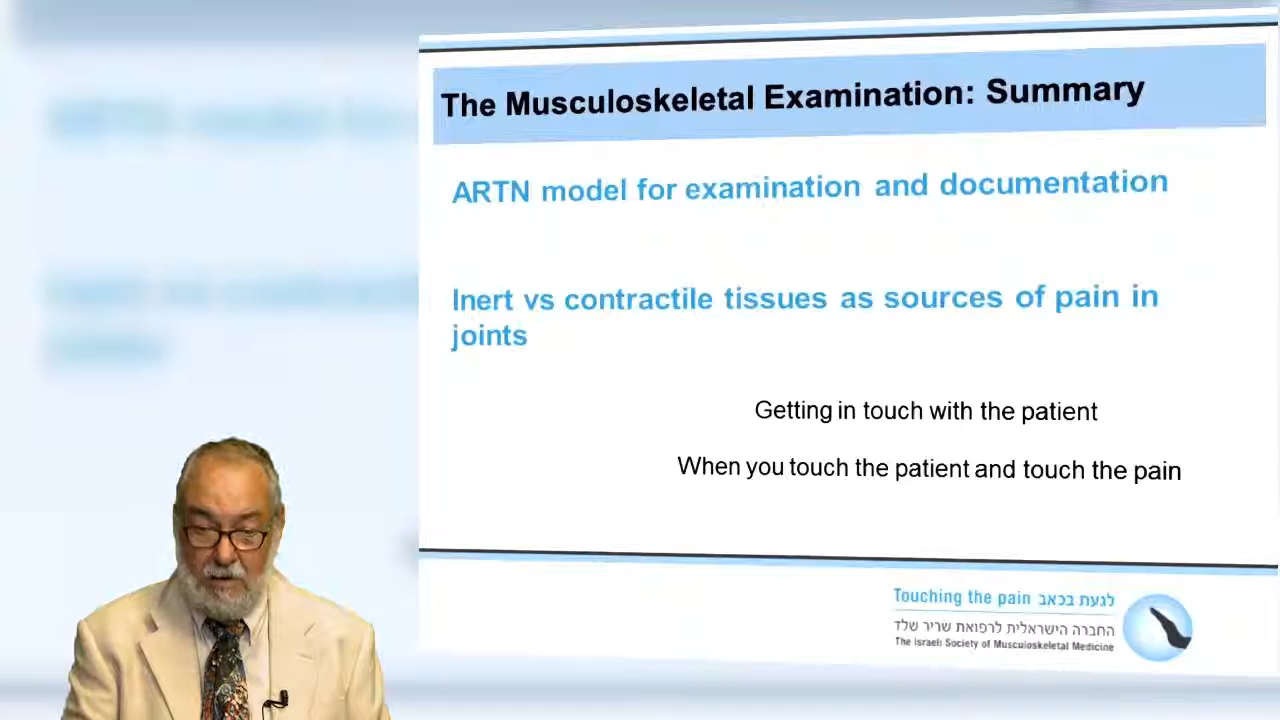 The Musculoskeletal Examination: Summary
ARTN model for examination and documentation
Inert vs contractile tissues as sources of pain in
joints
Getting in touch with the patient
When you touch the patient and touch the pain
Touching the pain לגעת בכאב
החברה הישראלית לרפואת שריר שלד
The Israeli Society of Musculoskeletal Medicine